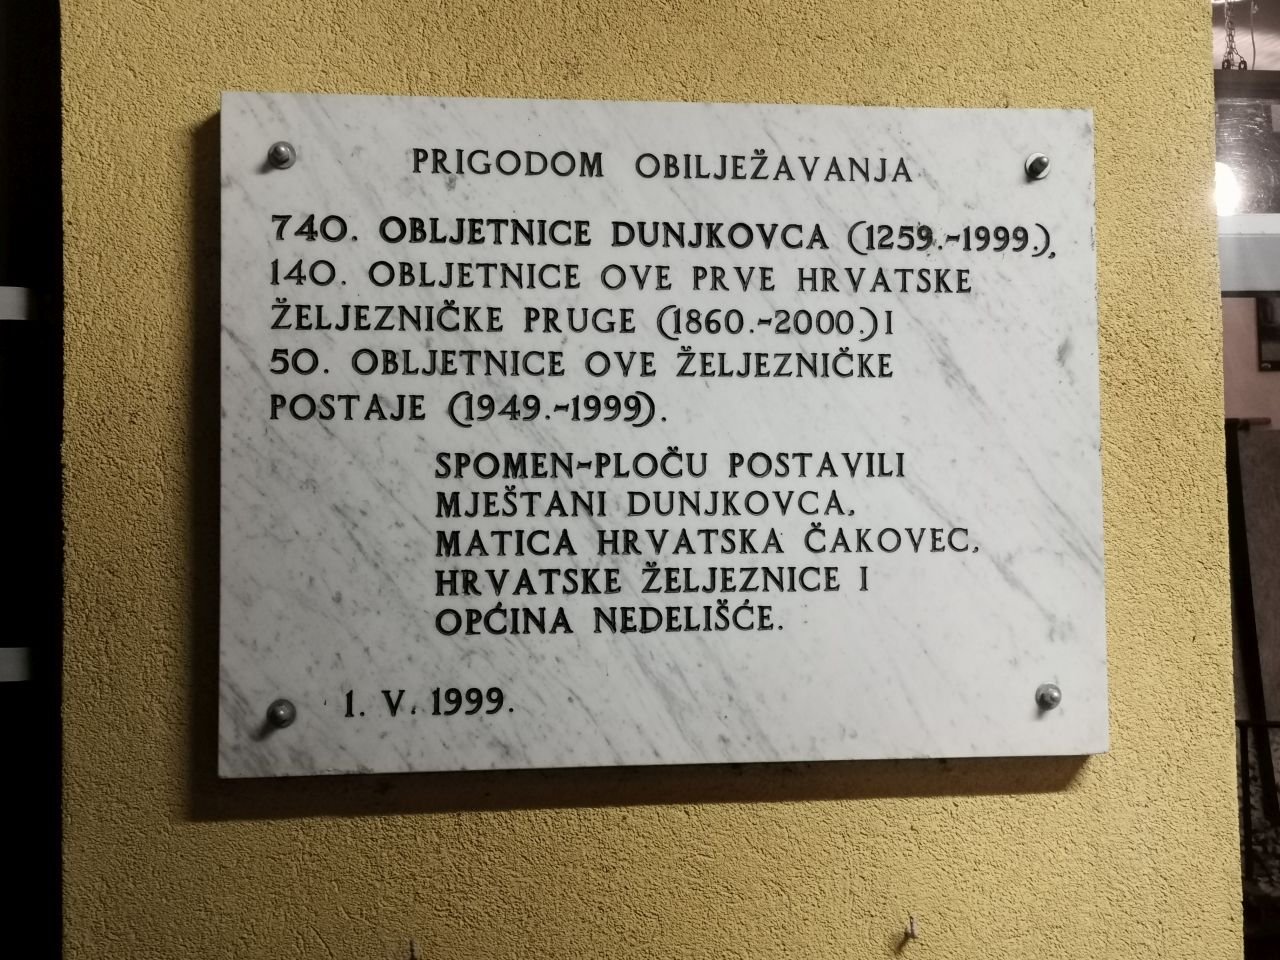 PRIGODOM OBILJEŽAVANJA
740. OBLJETNICE DUNJKOVCA (1259.-1999.),
140. OBLJETNICE OVE PRVE HRVATSKE
ŽELJEZNIČKE PRUGE (1860.-2000.) I
50. OBLJETNICE OVE ŽELJEZNIČKE
POSTAJE (1949.-1999).
SPOMEN-PLOČU POSTAVILI
MJEŠTANI DUNJKOVCA,
MATICA HRVATSKA ČAKOVEC,
HRVATSKE ŽELJEZNICE I
OPĆINA NEDELIŠĆE.
1. V. 1999.